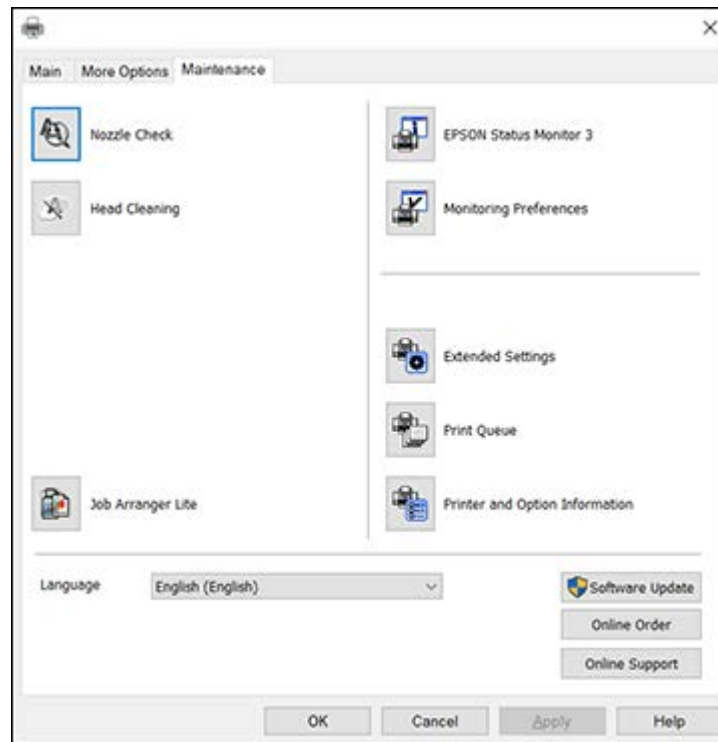 Main More Options Maintenance
Nozzle Check
EPSON Status Monitor 3
Head Cleaning
Monitoring Preferences
Extended Settings
Print Queue
Job Arranger Lite
Printer and Option Information
Language English (English)
Software Update
Online Order
Online Support
OK Cancel Apply Help